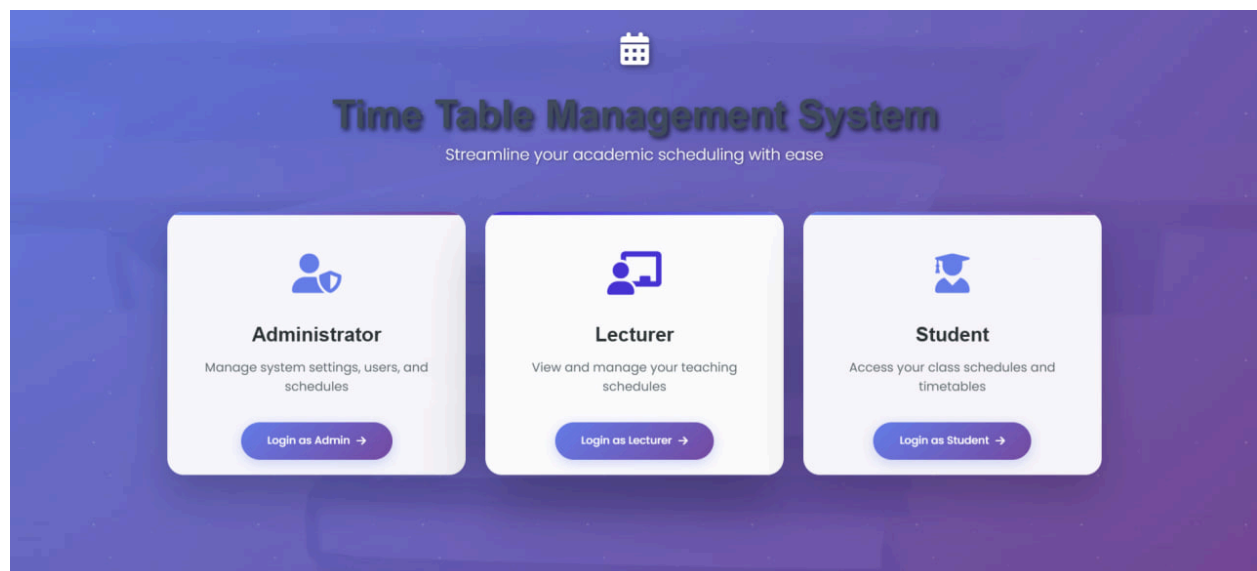 Time Table Management System
Streamline your academic scheduling with ease
Administrator
Manage system settings, users, and
schedules
Login as Admin →
Lecturer
View and manage your teaching
schedules
Login as Lecturer →
Student
Access your class schedules and
timetables
Login as Student →